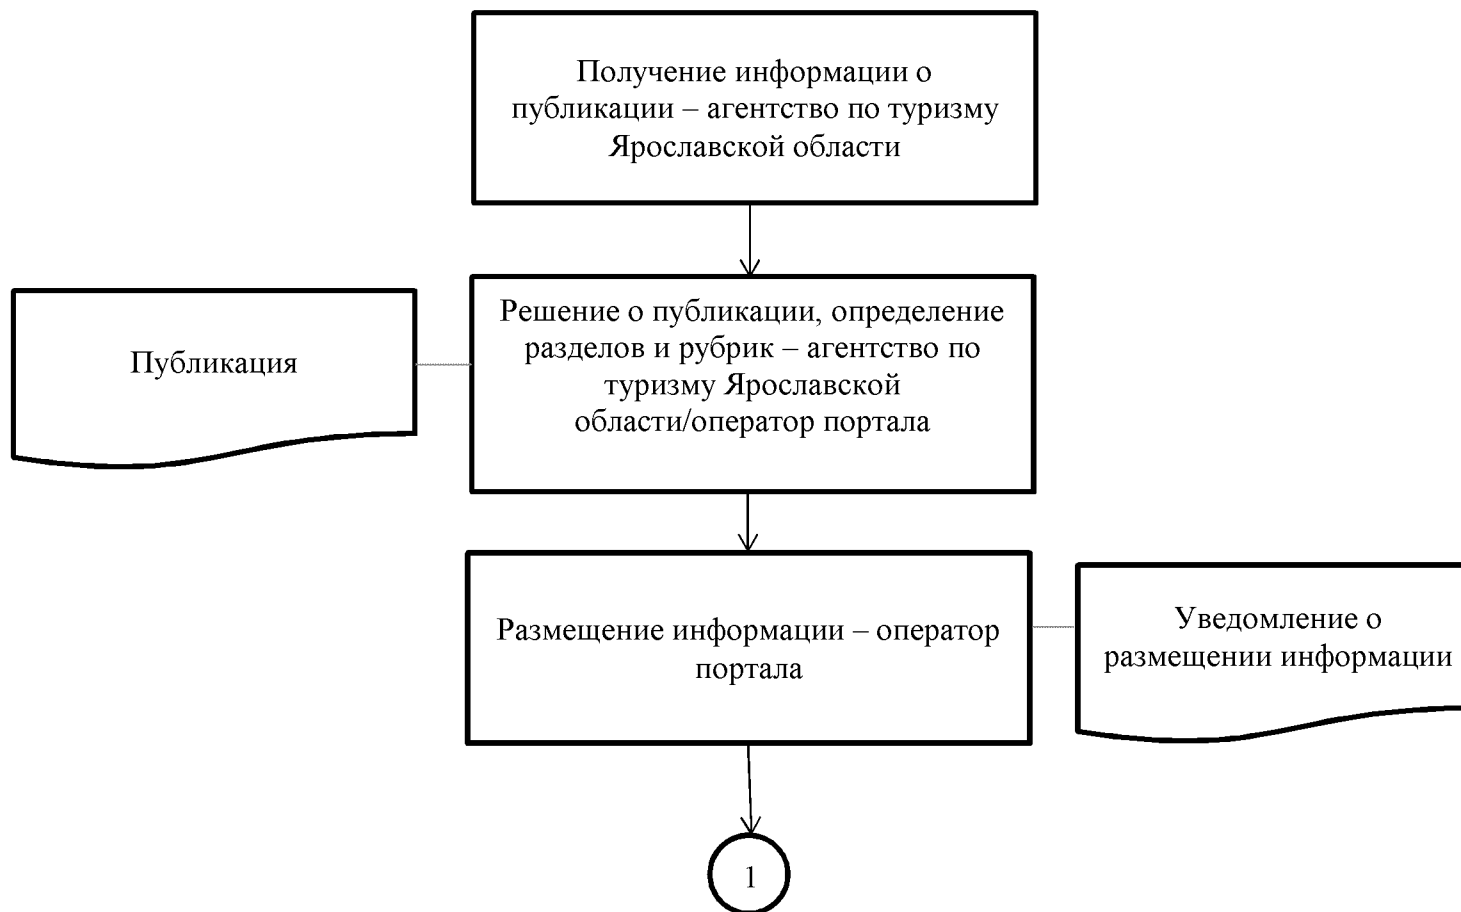 Получение информации о
публикации – агентство по туризму
Ярославской области
Решение о публикации, определение
разделов и рубрик – агентство по
туризму Ярославской
области/оператор портала
Публикация
Размещение информации – оператор
портала
Уведомление о
размещении информации
1